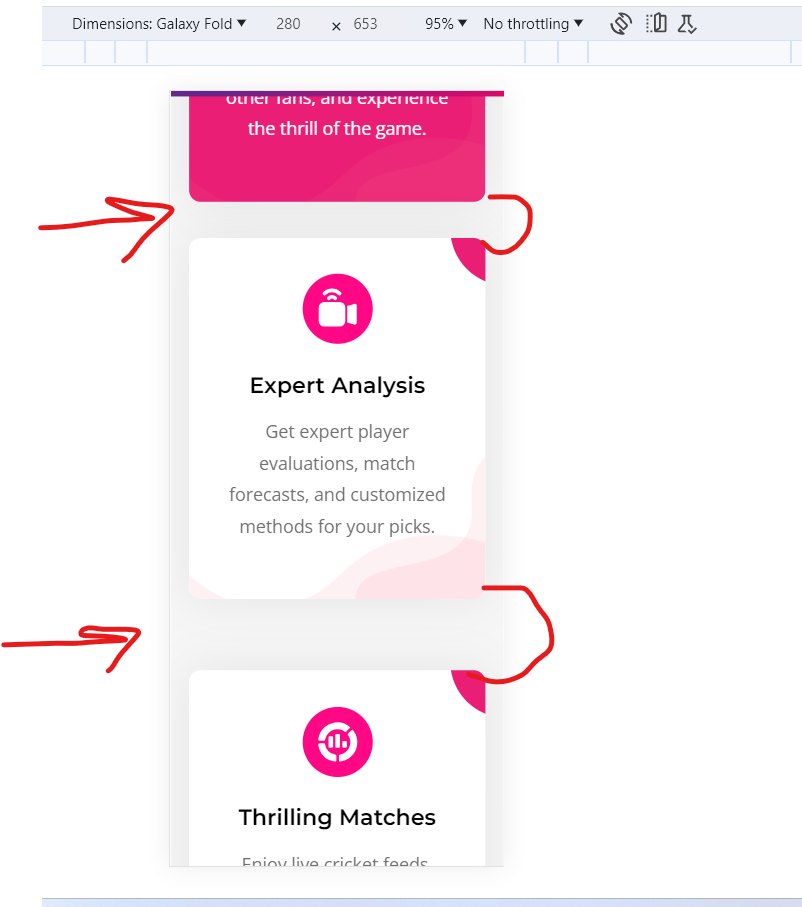 Dimensions: Galaxy Fold ▼ 280 × 653 95% ▼ No throttling ▼
other fans, and experience
the thrill of the game.
Expert Analysis
Get expert player
evaluations, match
forecasts, and customized
methods for your picks.
Thrilling Matches
Enjoy live cricket feeds